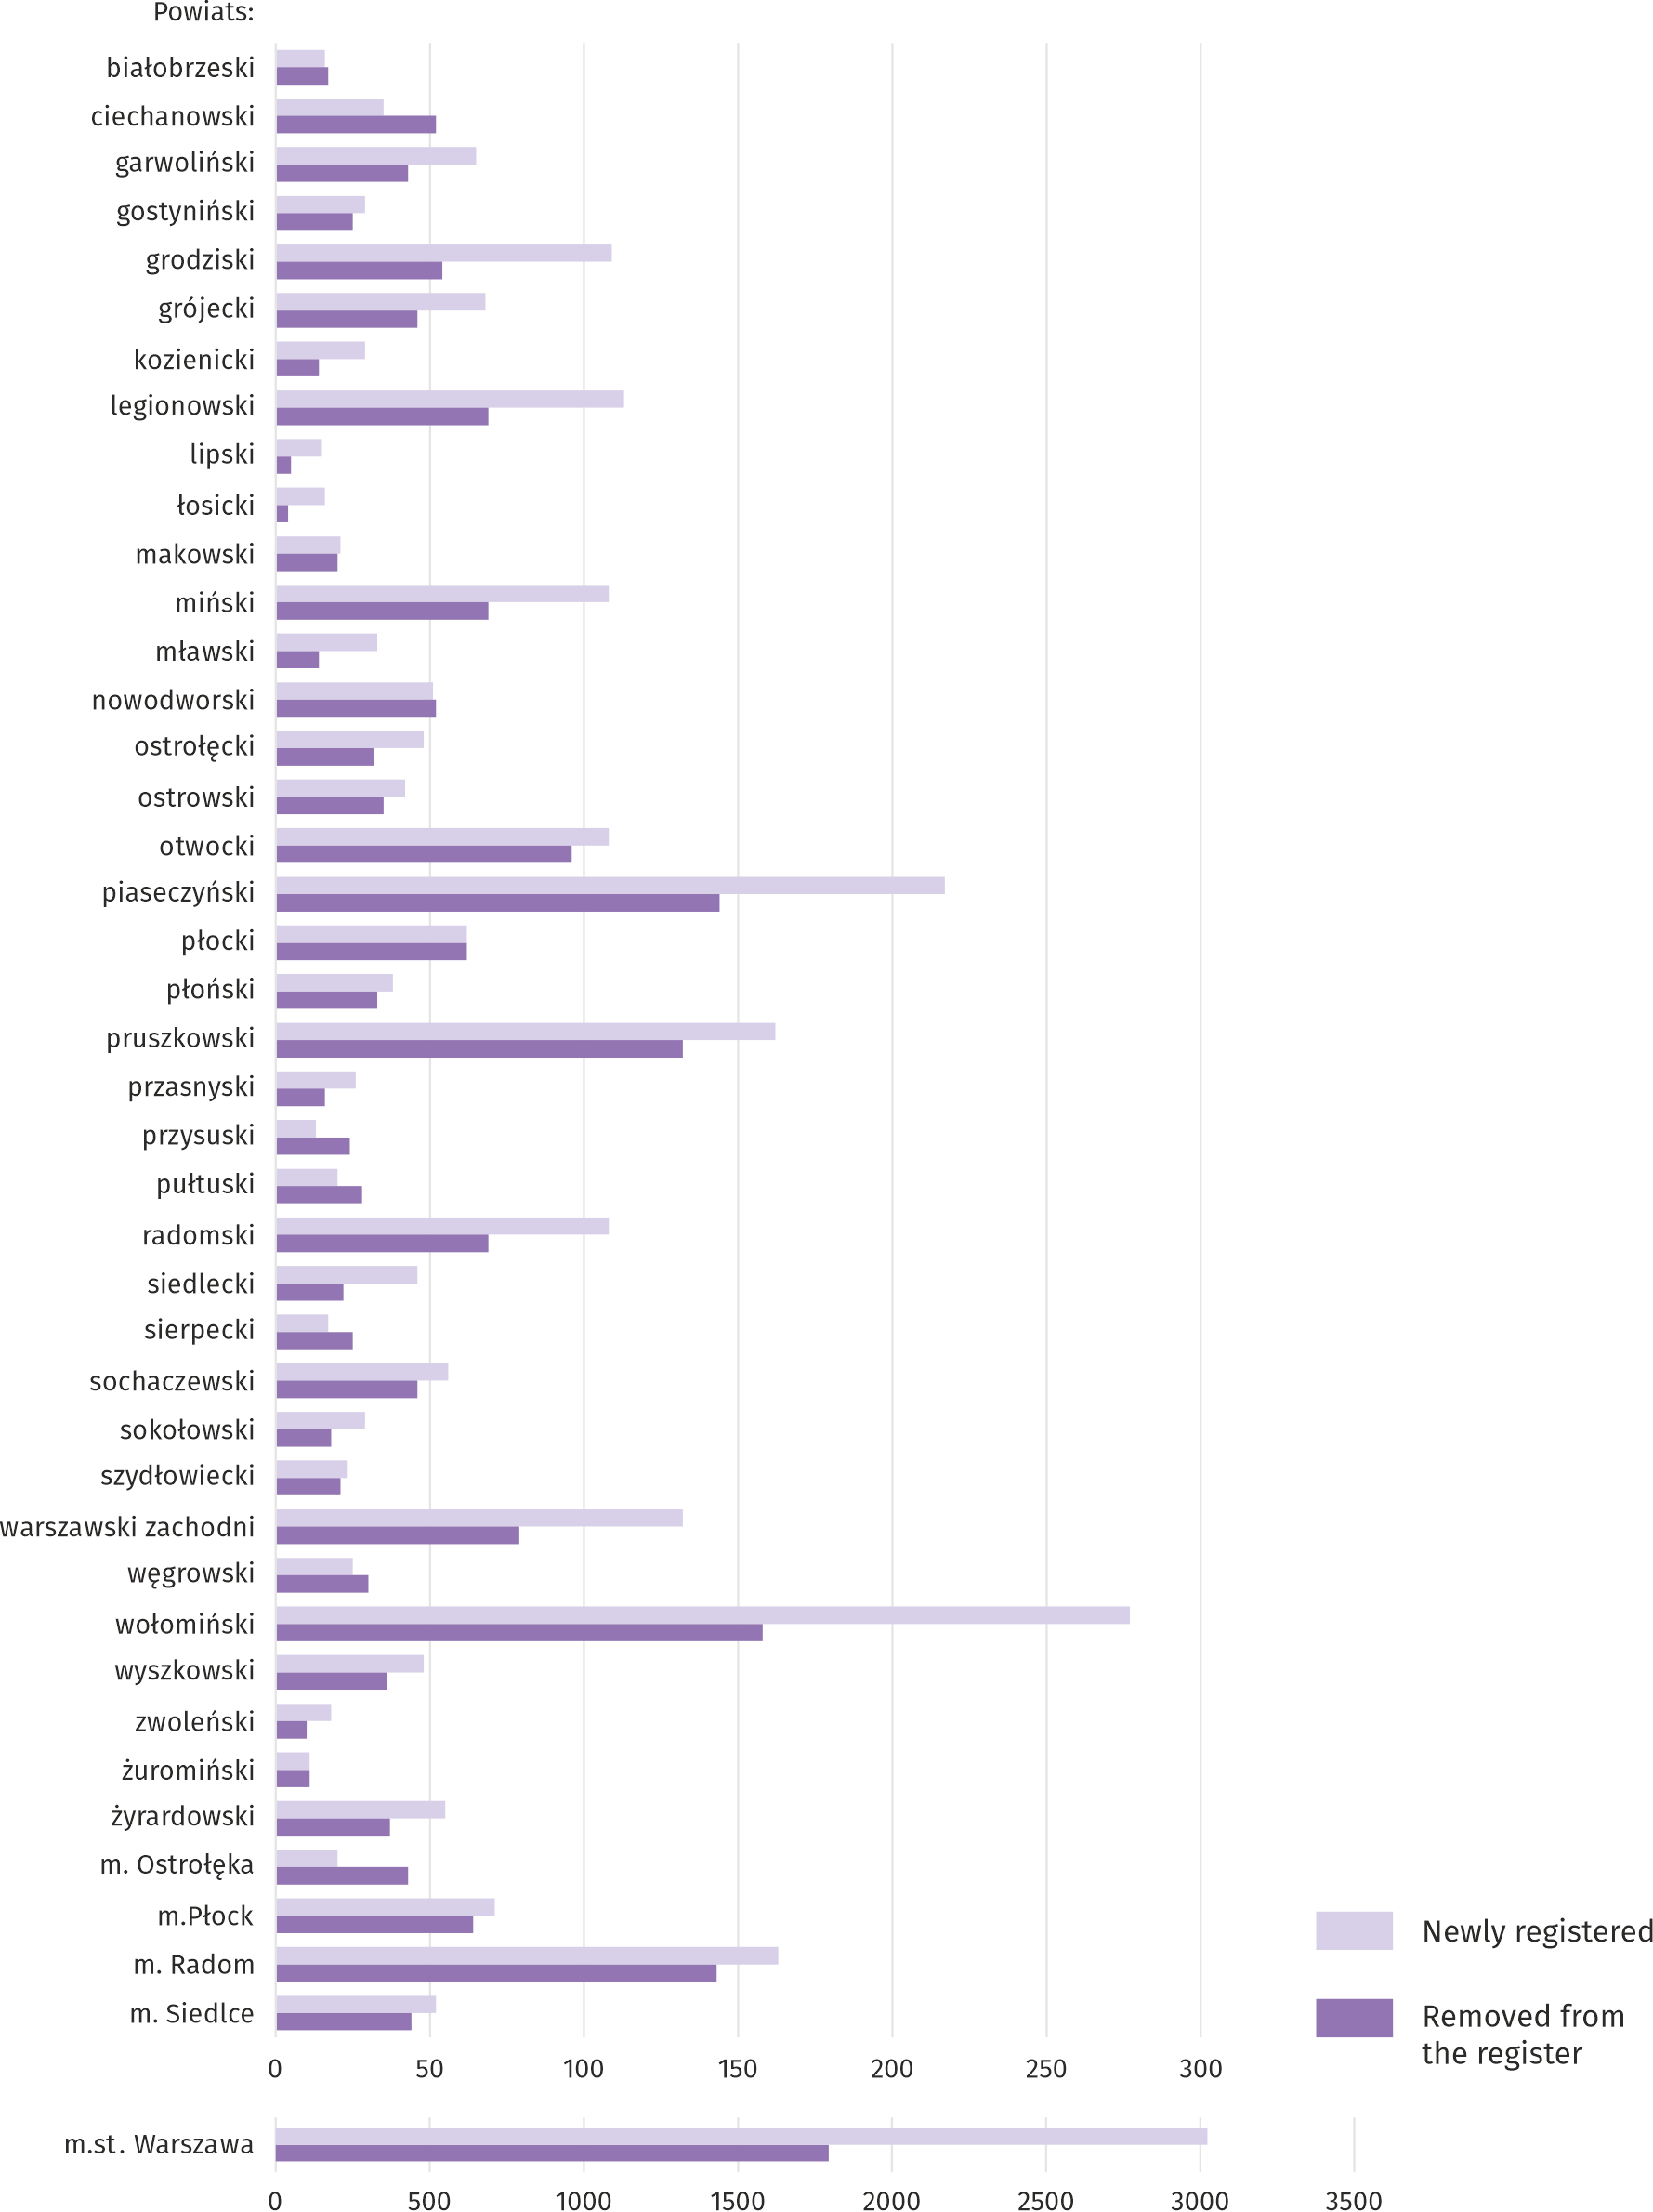 Powiats:
białobrzeski
ciechanowski
garwoliński
gostyniński
grodziski
grójecki
kozienicki
legionowski
lipski
łosicki
makowski
miński
mławski
nowodworski
ostrołęcki
ostrowski
otwocki
piaseczyński
płocki
płoński
pruszkowski
przasnyski
przysuski
pułtuski
radomski
siedlecki
sierpecki
sochaczewski
sokołowski
szydłowiecki
warszawski zachodni
węgrowski
wołomiński
wyszkowski
zwoleński
żuromiński
żyrardowski
m. Ostrołęka
m.Płock
m. Radom
m. Siedlce
0 50 100 150 200 250 300
Newly registered
Removed from
the register
m.st. Warszawa
0 500 1000 1500 2000 2500 3000 3500